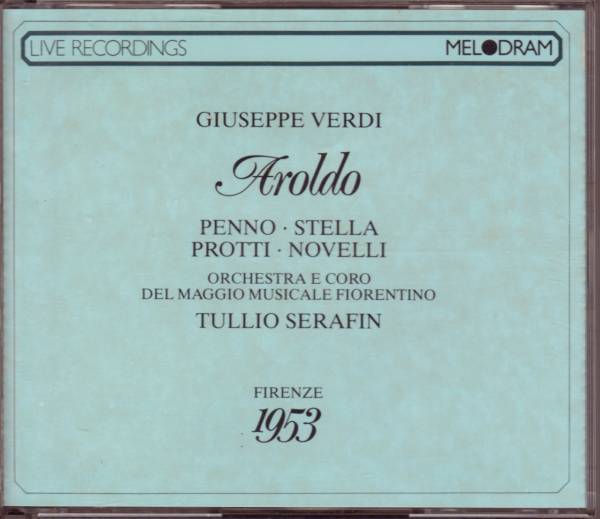 LIVE RECORDINGS
MELODRAM
GIUSEPPE VERDI
Aroldo
PENNO · STELLA
PROTTI · NOVELLI
ORCHESTRA E CORO
DEL MAGGIO MUSICALE FIORENTINO
TULLIO SERAFIN
FIRENZE
1953